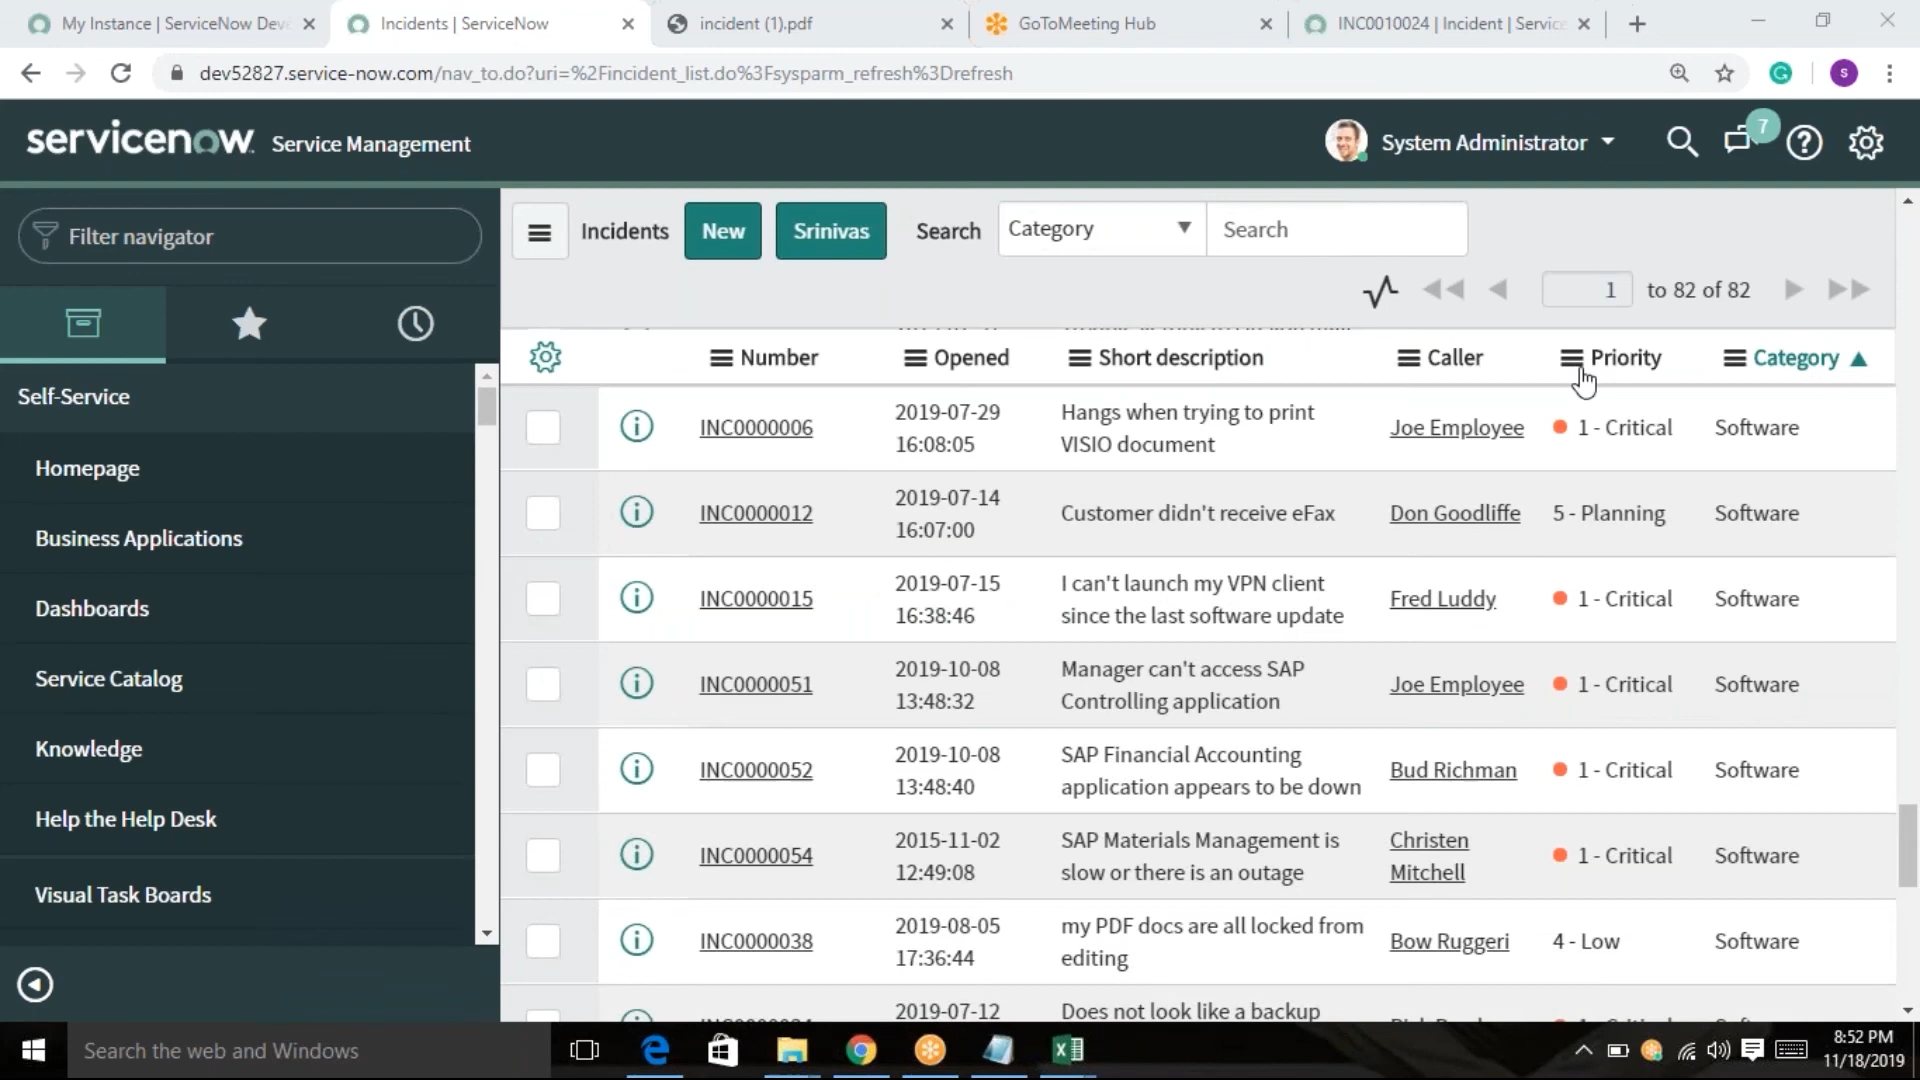 My Instance | ServiceNow Deve
Incidents | ServiceNow
incident (1).pdf
GoToMeeting Hub
INC0010024 | Incident | Service
dev52827.service-now.com/nav_to.do?uri=%2Fincident_list.do%3Fsysparm_refresh%3Drefresh
s
servicenow. Service Management
System Administrator
7
Filter navigator
Incidents New Srinivas Search Category Search
1 to 82 of 82
Self-Service
Homepage
Business Applications
Dashboards
Service Catalog
Knowledge
Help the Help Desk
Visual Task Boards
Number Opened Short description Caller Priority Category
INC0000006 2019-07-29 16:08:05 Hangs when trying to print VISIO document Joe Employee 1 - Critical Software
INC0000012 2019-07-14 16:07:00 Customer didn't receive eFax Don Goodliffe 5 - Planning Software
INC0000015 2019-07-15 16:38:46 I can't launch my VPN client since the last software update Fred Luddy 1 - Critical Software
INC0000051 2019-10-08 13:48:32 Manager can't access SAP Controlling application Joe Employee 1 - Critical Software
INC0000052 2019-10-08 13:48:40 SAP Financial Accounting application appears to be down Bud Richman 1 - Critical Software
INC0000054 2015-11-02 12:49:08 SAP Materials Management is slow or there is an outage Christen Mitchell 1 - Critical Software
INC0000038 2019-08-05 17:36:44 my PDF docs are all locked from editing Bow Ruggeri 4 - Low Software
2019-07-12 Does not look like a backup
Search the web and Windows
8:52 PM
11/18/2019